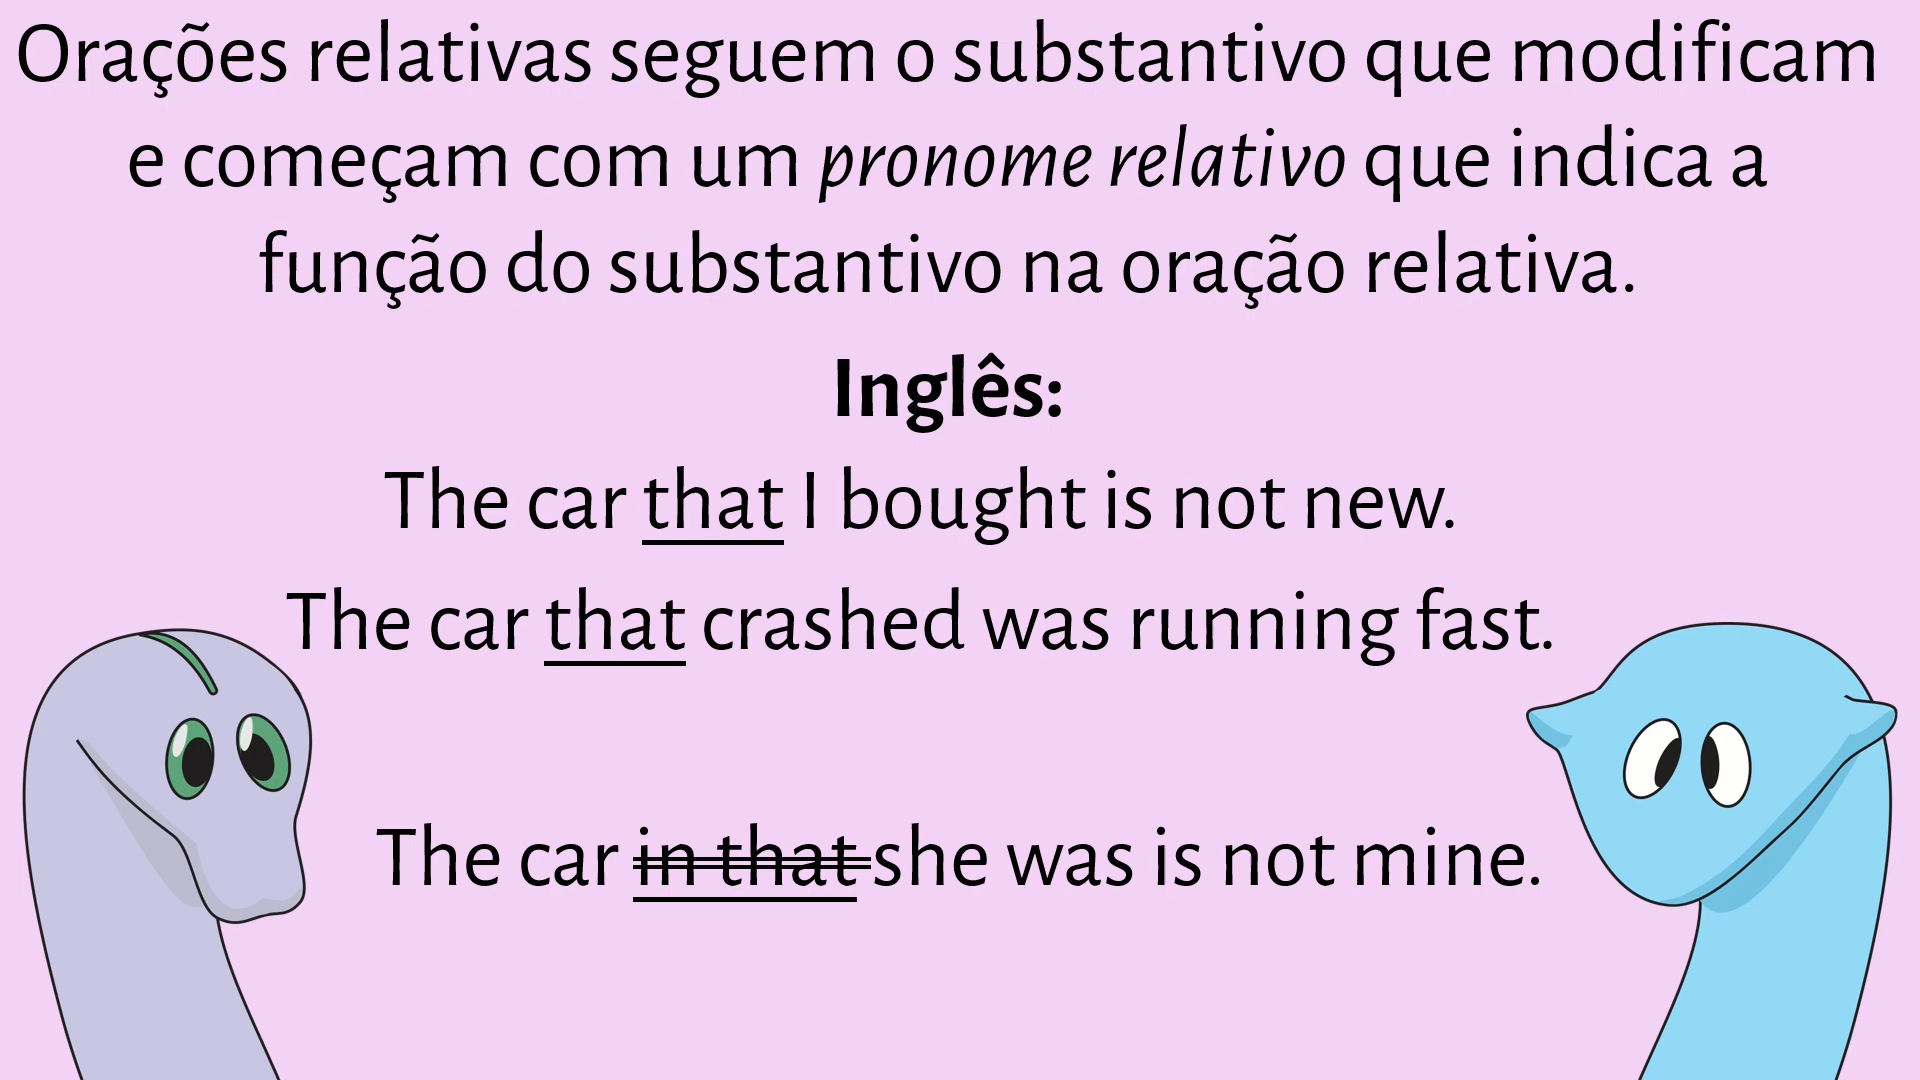 Orações relativas seguem o substantivo que modificam
e começam com um pronome relativo que indica a
função do substantivo na oração relativa.
Inglês:
The car that I bought is not new.
The car that crashed was running fast.
The car in that she was is not mine.